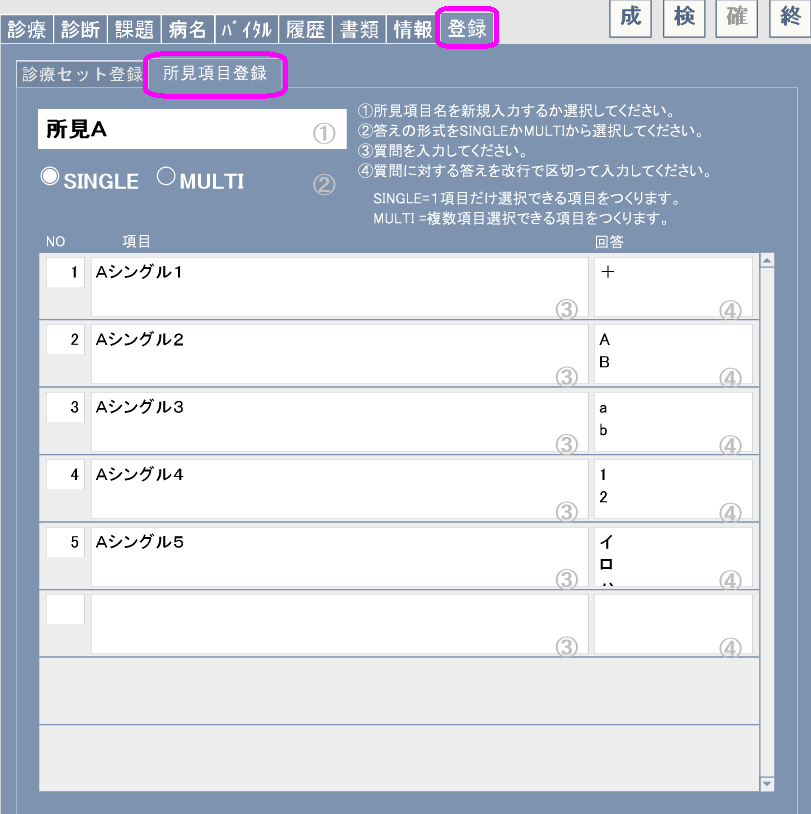 診療 診断 課題 病名 ﾊﾞｲﾀﾙ 履歴 書類 情報 登録 成 検 確 終
診療セット登録 所見項目登録
所見A ①
①所見項目名を新規入力するか選択してください。
②答えの形式をSINGLEかMULTIから選択してください。
③質問を入力してください。
④質問に対する答えを改行で区切って入力してください。
SINGLE=1項目だけ選択できる項目をつくります。
MULTI =複数項目選択できる項目をつくります。
SINGLE MULTI ②
NO 項目 回答
1 Aシングル1 ③ ＋ ④
2 Aシングル2 ③ A
B ④
3 Aシングル3 ③ a
b ④
4 Aシングル4 ③ 1
2 ④
5 Aシングル5 ③ イ
ロ ④
③ ④